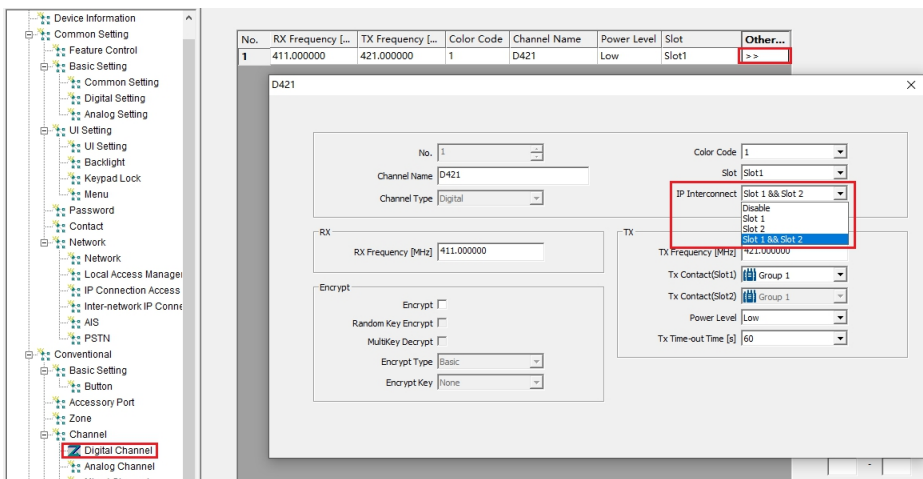 Device Information
Common Setting
Feature Control
Basic Setting
Common Setting
Digital Setting
Analog Setting
UI Setting
UI Setting
Backlight
Keypad Lock
Menu
Password
Contact
Network
Network
Local Access Manager
IP Connection Access
Inter-network IP Conne
AIS
PSTN
Conventional
Basic Setting
Button
Accessory Port
Zone
Channel
Digital Channel
Analog Channel
No. RX Frequency [... TX Frequency [... Color Code Channel Name Power Level Slot Other...
1 411.000000 421.000000 1 D421 Low Slot1 >>
D421
No. 1
Channel Name D421
Channel Type Digital
Color Code 1
Slot Slot1
IP Interconnect Slot 1 && Slot 2
Disable
Slot 1
Slot 2
Slot 1 && Slot 2
RX
RX Frequency [MHz] 411.000000
Encrypt
Encrypt
Random Key Encrypt
MultiKey Decrypt
Encrypt Type Basic
Encrypt Key None
TX
TX Frequency [MHz] 421.000000
Tx Contact(Slot1) Group 1
Tx Contact(Slot2) Group 1
Power Level Low
Tx Time-out Time [s] 60
-